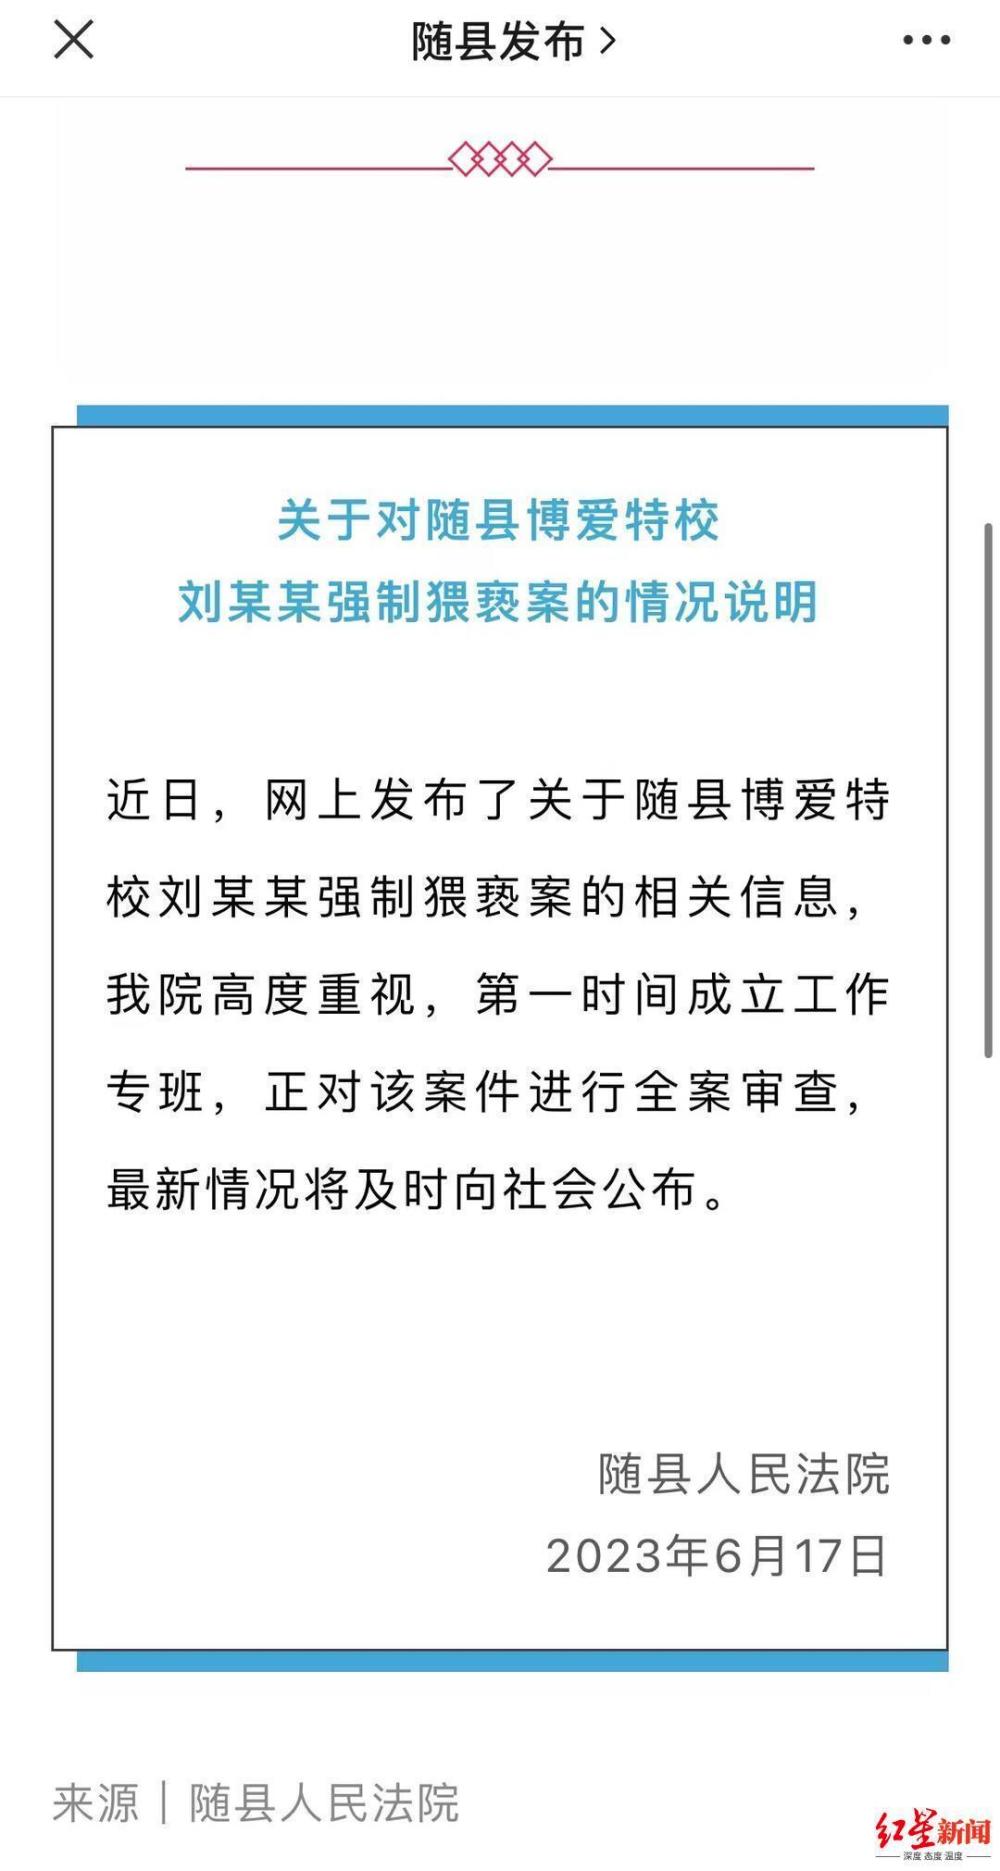 随县发布
关于对随县博爱特校
刘某某强制猥亵案的情况说明
近日，网上发布了关于随县博爱特
校刘某某强制猥亵案的相关信息，
我院高度重视，第一时间成立工作
专班，正对该案件进行全案审查，
最新情况将及时向社会公布。
随县人民法院
2023年6月17日
来源｜随县人民法院
红星新闻
深度 态度 温度